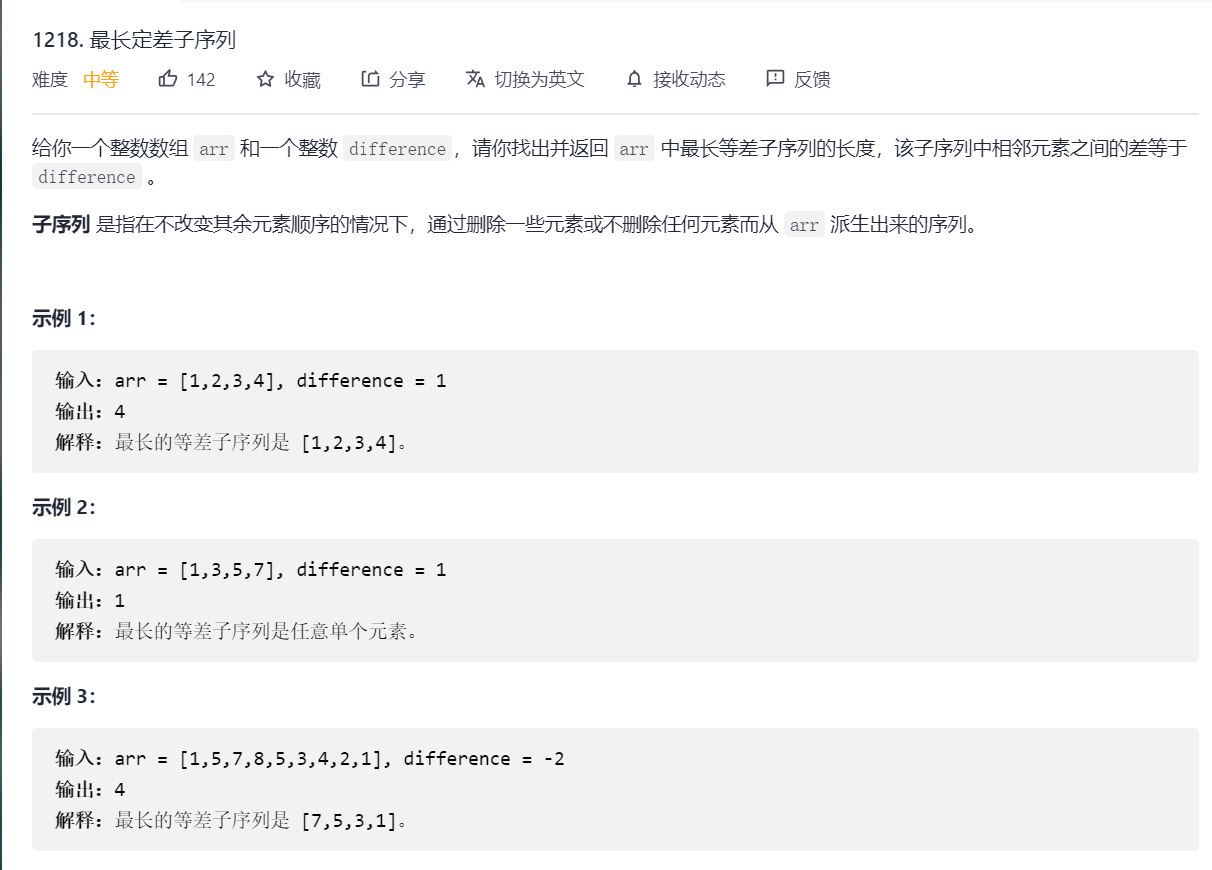 1218. 最长定差子序列
难度 中等 142 收藏 分享 切换为英文 接收动态 反馈
给你一个整数数组 arr 和一个整数 difference，请你找出并返回 arr 中最长等差子序列的长度，该子序列中相邻元素之间的差等于
difference 。
子序列 是指在不改变其余元素顺序的情况下，通过删除一些元素或不删除任何元素而从 arr 派生出来的序列。
示例 1：
输入：arr = [1,2,3,4], difference = 1
输出：4
解释：最长的等差子序列是 [1,2,3,4]。
示例 2：
输入：arr = [1,3,5,7], difference = 1
输出：1
解释：最长的等差子序列是任意单个元素。
示例 3：
输入：arr = [1,5,7,8,5,3,4,2,1], difference = -2
输出：4
解释：最长的等差子序列是 [7,5,3,1]。